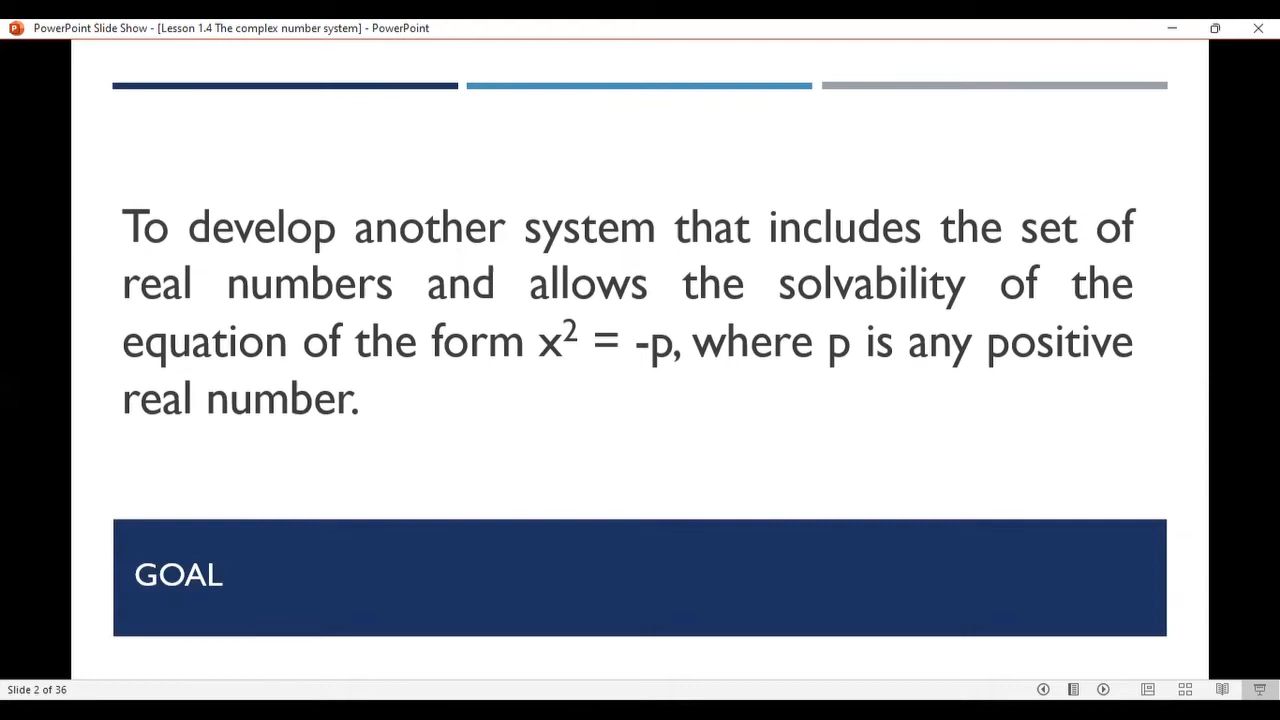 PowerPoint Slide Show - [Lesson 1.4 The complex number system] - PowerPoint
To develop another system that includes the set of
real numbers and allows the solvability of the
equation of the form x² = -p, where p is any positive
real number.
GOAL
Slide 2 of 36